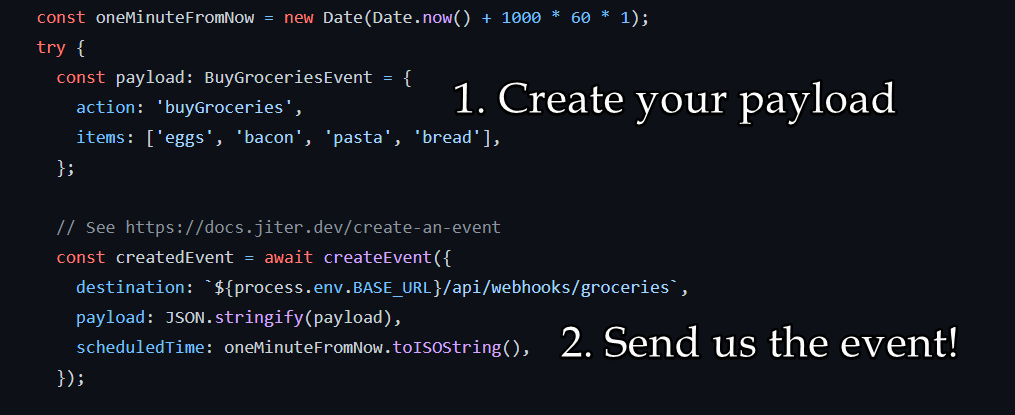 const oneMinuteFromNow = new Date(Date.now() + 1000 * 60 * 1);
try {
const payload: BuyGroceriesEvent = {
action: 'buyGroceries',
items: ['eggs', 'bacon', 'pasta', 'bread'],
};
1. Create your payload
// See https://docs.jiter.dev/create-an-event
const createdEvent = await createEvent({
destination: `${process.env.BASE_URL}/api/webhooks/groceries`,
payload: JSON.stringify(payload),
scheduledTime: oneMinuteFromNow.toISOString(),
});
2. Send us the event!